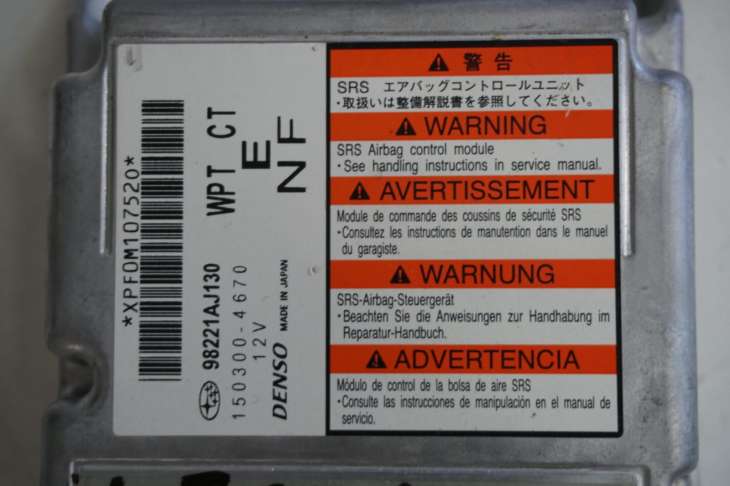 *XPF0M107520*
98221AJ130 WPT CT
150300-4670 E
12V NF
DENSO MADE IN JAPAN
警告
SRS エアバッグコントロールユニット
・取扱いは整備解説書を参照してください。
WARNING
SRS Airbag control module
・See handling instructions in service manual.
AVERTISSEMENT
Module de commande des coussins de sécurité SRS
・Consultez les instructions de manutention dans le manuel
du garagiste.
WARNUNG
SRS-Airbag-Steuergerät
・Beachten Sie die Anweisungen zur Handhabung im
Reparatur-Handbuch.
ADVERTENCIA
Módulo de control de la bolsa de aire SRS
・Consulte las instrucciones de manipulación en el manual de
servicio.